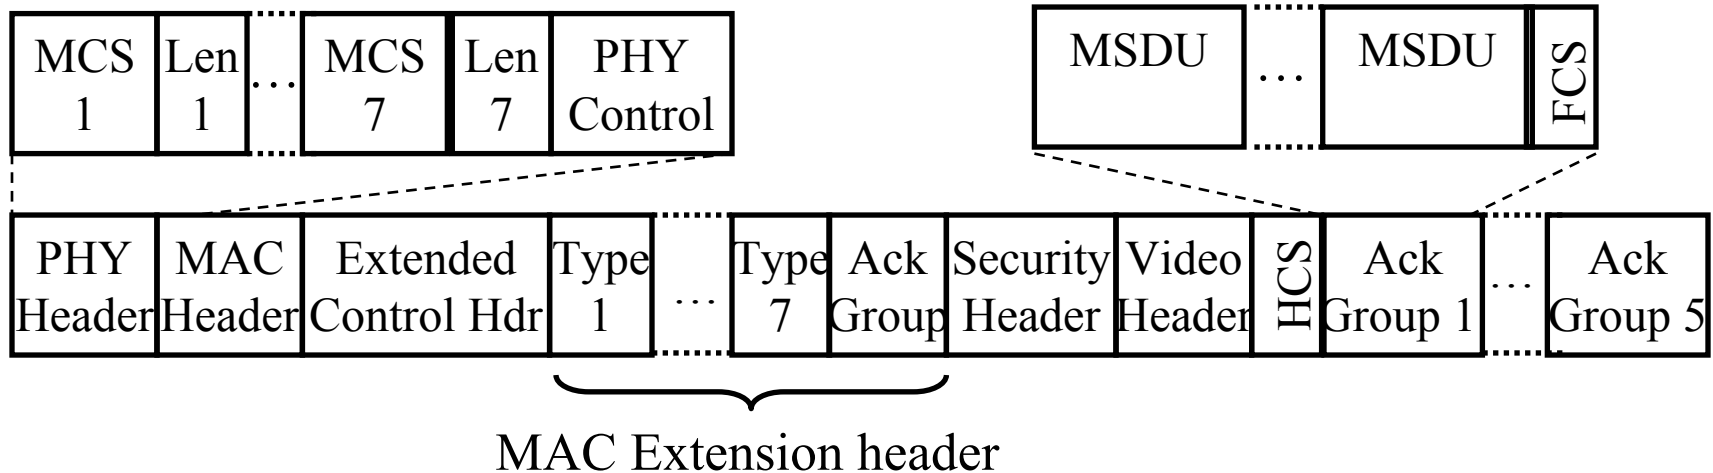 MCS 1
Len 1
…
MCS 7
Len 7
PHY Control
MSDU
…
MSDU
FCS
PHY Header
MAC Header
Extended Control Hdr
Type 1
…
Type 7
Ack Group
Security Header
Video Header
HCS
Ack Group 1
…
Ack Group 5
MAC Extension header